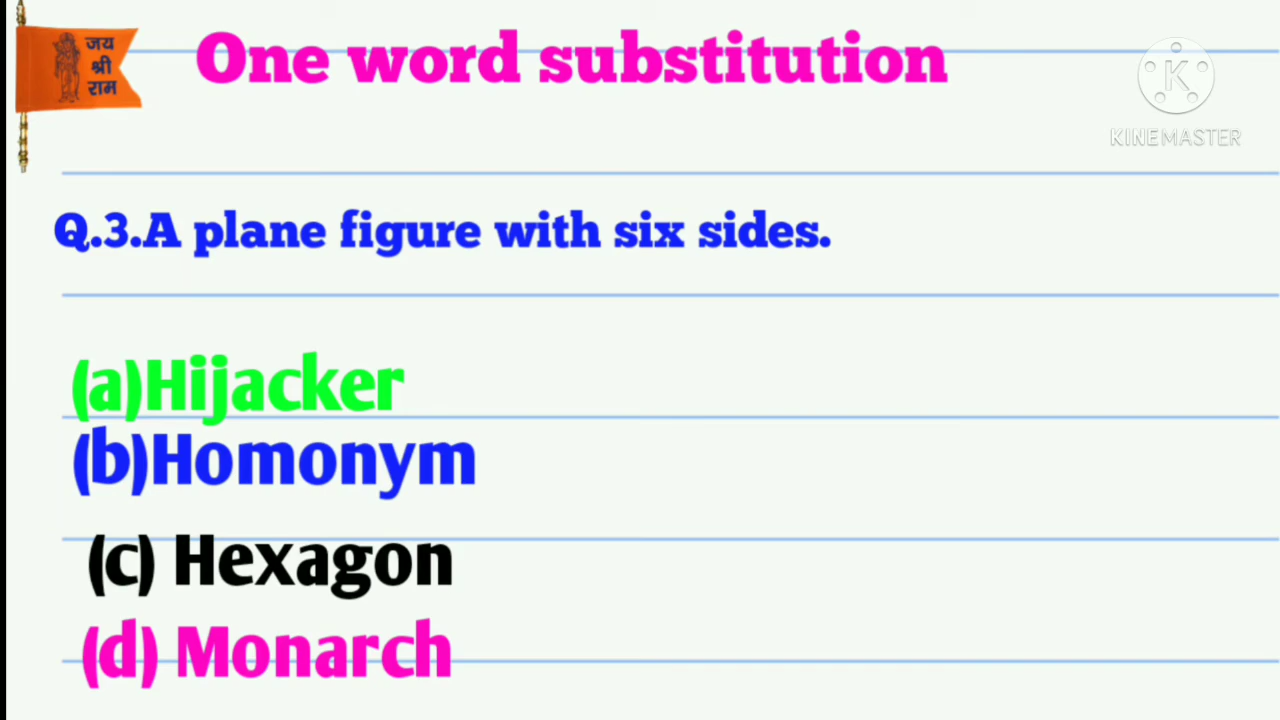 जय
श्री
राम
One word substitution
K
KINEMASTER
Q.3.A plane figure with six sides.
(a)Hijacker
(b)Homonym
(c) Hexagon
(d) Monarch